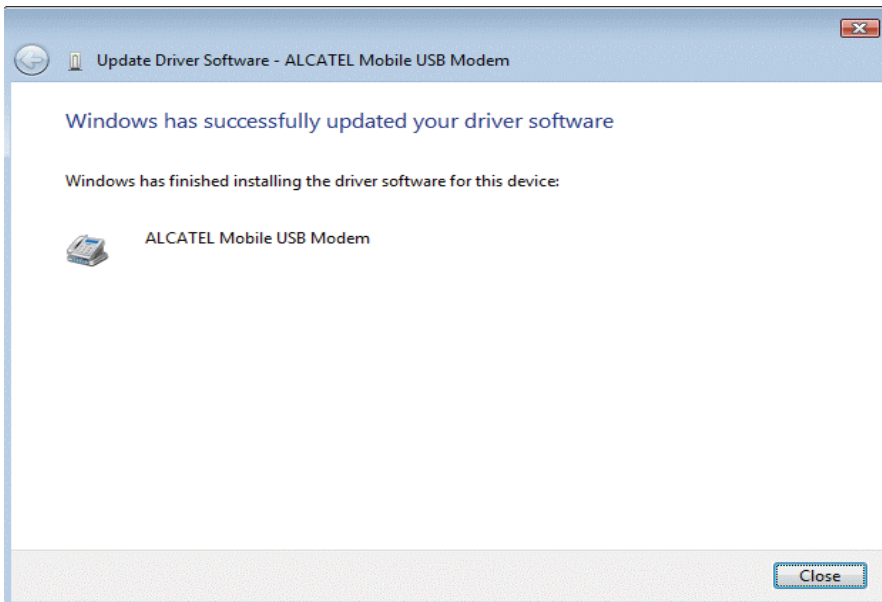 Update Driver Software - ALCATEL Mobile USB Modem
Windows has successfully updated your driver software
Windows has finished installing the driver software for this device:
ALCATEL Mobile USB Modem
Close